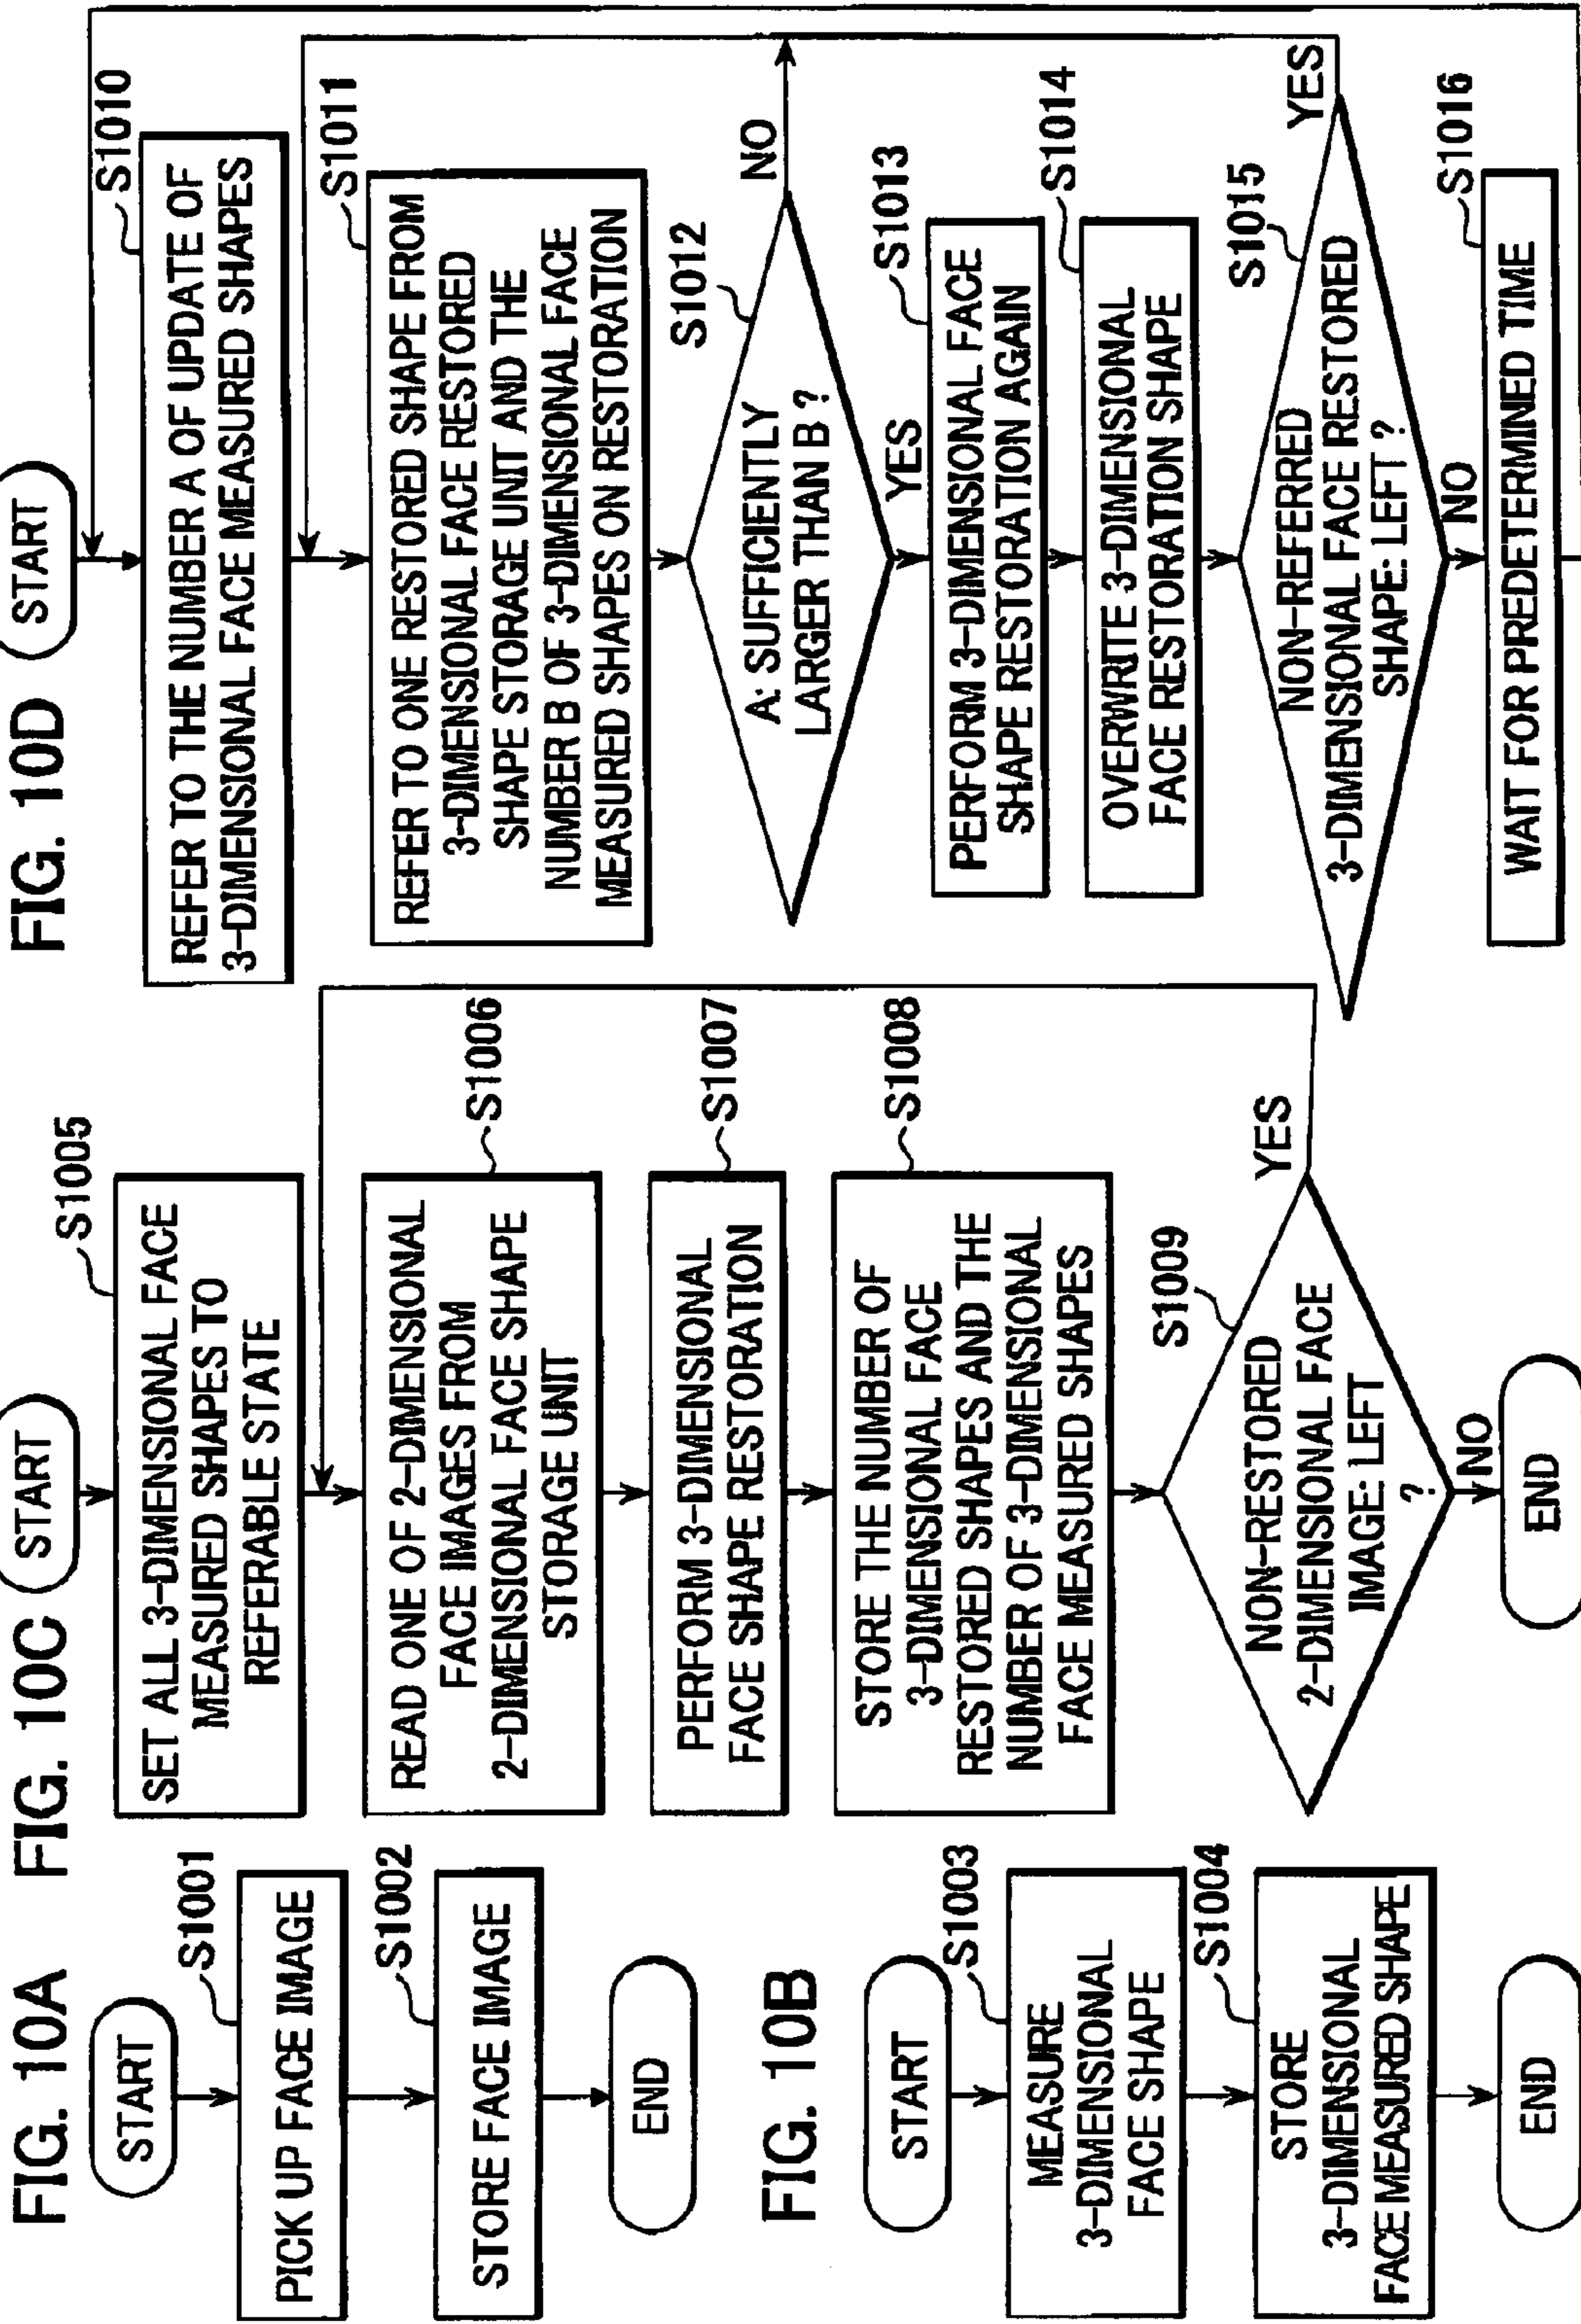 FIG. 10A
START
S1001
PICK UP FACE IMAGE
S1002
STORE FACE IMAGE
END
FIG. 10B
START
S1003
MEASURE
3-DIMENSIONAL
FACE SHAPE
S1004
STORE
3-DIMENSIONAL
FACE MEASURED SHAPE
END
FIG. 10C
START
S1005
SET ALL 3-DIMENSIONAL FACE
MEASURED SHAPES TO
REFERABLE STATE
S1006
READ ONE OF 2-DIMENSIONAL
FACE IMAGES FROM
2-DIMENSIONAL FACE SHAPE
STORAGE UNIT
S1007
PERFORM 3-DIMENSIONAL
FACE SHAPE RESTORATION
S1008
STORE THE NUMBER OF
3-DIMENSIONAL FACE
RESTORED SHAPES AND THE
NUMBER OF 3-DIMENSIONAL
FACE MEASURED SHAPES
S1009
NON-RESTORED
2-DIMENSIONAL FACE
IMAGE: LEFT
?
YES
NO
END
FIG. 10D
START
S1010
REFER TO THE NUMBER A OF UPDATE OF
3-DIMENSIONAL FACE MEASURED SHAPES
S1011
REFER TO ONE RESTORED SHAPE FROM
3-DIMENSIONAL FACE RESTORED
SHAPE STORAGE UNIT AND THE
NUMBER B OF 3-DIMENSIONAL FACE
MEASURED SHAPES ON RESTORATION
S1012
A: SUFFICIENTLY
LARGER THAN B ?
NO
YES
S1013
PERFORM 3-DIMENSIONAL FACE
SHAPE RESTORATION AGAIN
S1014
OVERWRITE 3-DIMENSIONAL
FACE RESTORATION SHAPE
S1015
NON-REFERRED
3-DIMENSIONAL FACE RESTORED
SHAPE: LEFT ?
YES
NO
S1016
WAIT FOR PREDETERMINED TIME